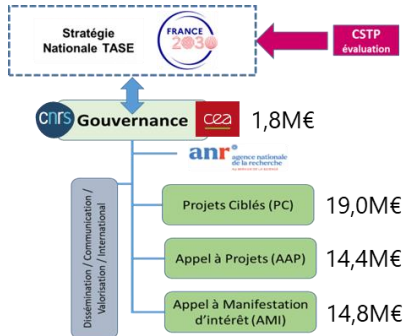 Stratégie
Nationale TASE
FRANCE
2030
CSTP
évaluation
cnrs
Gouvernance
cea
1,8M€
anr
agence nationale
de la recherche
Dissémination / Communication /
Valorisation / International
Projets Ciblés (PC)
19,0M€
Appel à Projets (AAP)
14,4M€
Appel à Manifestation
d'intérêt (AMI)
14,8M€